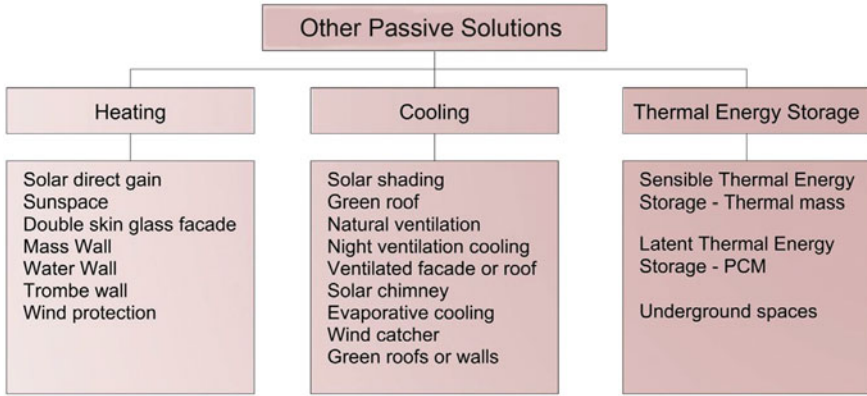 Other Passive Solutions
Heating
Solar direct gain
Sunspace
Double skin glass facade
Mass Wall
Water Wall
Trombe wall
Wind protection
Cooling
Solar shading
Green roof
Natural ventilation
Night ventilation cooling
Ventilated facade or roof
Solar chimney
Evaporative cooling
Wind catcher
Green roofs or walls
Thermal Energy Storage
Sensible Thermal Energy
Storage - Thermal mass
Latent Thermal Energy
Storage - PCM
Underground spaces